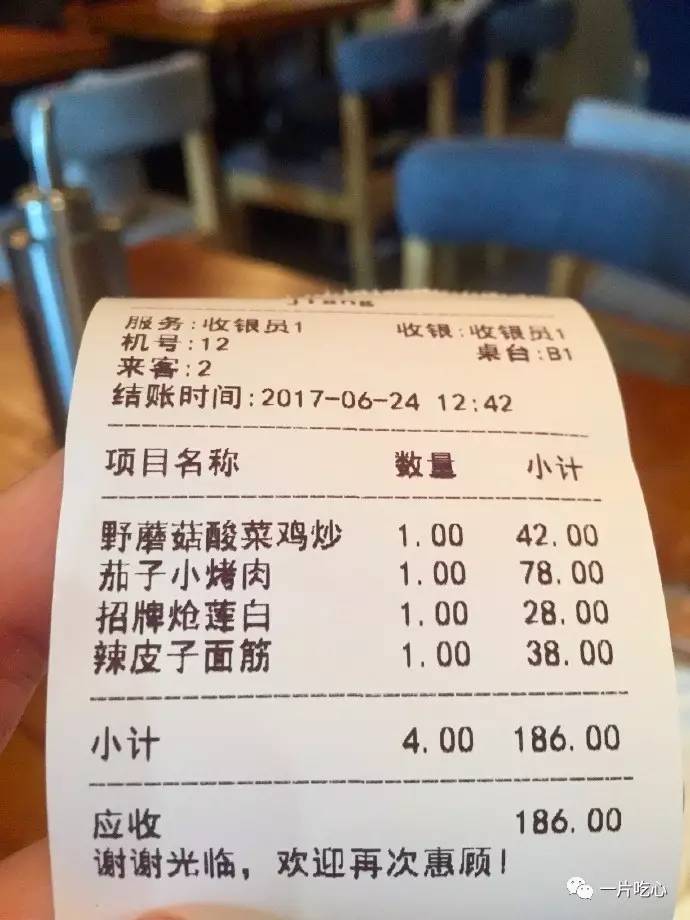 jiang
服务:收银员1 收银:收银员1
机号:12 桌台:B1
来客:2
结账时间:2017-06-24 12:42
项目名称 数量 小计
野蘑菇酸菜鸡炒 1.00 42.00
茄子小烤肉 1.00 78.00
招牌炝莲白 1.00 28.00
辣皮子面筋 1.00 38.00
小计 4.00 186.00
应收 186.00
谢谢光临，欢迎再次惠顾!
一片吃心